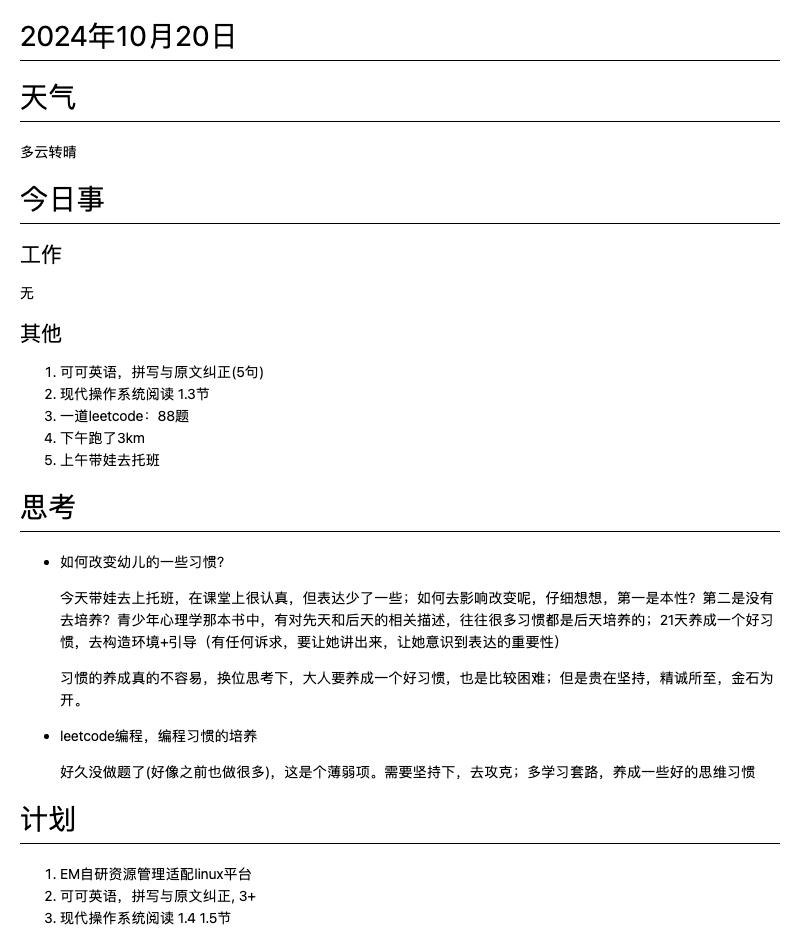 2024年10月20日
天气
多云转晴
今日事
工作
无
其他
1. 可可英语，拼写与原文纠正(5句)
2. 现代操作系统阅读 1.3节
3. 一道leetcode：88题
4. 下午跑了3km
5. 上午带娃去托班
思考
• 如何改变幼儿的一些习惯?
今天带娃去上托班，在课堂上很认真，但表达少了一些；如何去影响改变呢，仔细想想，第一是本性？第二是没有
去培养？青少年心理学那本书中，有对先天和后天的相关描述，往往很多习惯都是后天培养的；21天养成一个好习
惯，去构造环境+引导（有任何诉求，要让她讲出来，让她意识到表达的重要性）
习惯的养成真的不容易，换位思考下，大人要养成一个好习惯，也是比较困难；但是贵在坚持，精诚所至，金石为
开。
• leetcode编程，编程习惯的培养
好久没做题了(好像之前也做很多)，这是个薄弱项。需要坚持下，去攻克；多学习套路，养成一些好的思维习惯
计划
1. EM自研资源管理适配linux平台
2. 可可英语，拼写与原文纠正, 3+
3. 现代操作系统阅读 1.4 1.5节